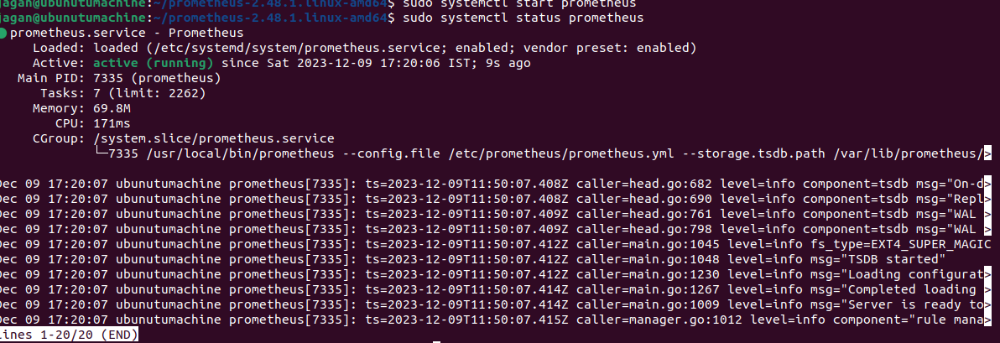 jagan@ubunutumachine:~/prometheus-2.48.1.linux-amd64$ sudo systemctl start prometheus
jagan@ubunutumachine:~/prometheus-2.48.1.linux-amd64$ sudo systemctl status prometheus
prometheus.service - Prometheus
Loaded: loaded (/etc/systemd/system/prometheus.service; enabled; vendor preset: enabled)
Active: active (running) since Sat 2023-12-09 17:20:06 IST; 9s ago
Main PID: 7335 (prometheus)
Tasks: 7 (limit: 2262)
Memory: 69.8M
CPU: 171ms
CGroup: /system.slice/prometheus.service
└─7335 /usr/local/bin/prometheus --config.file /etc/prometheus/prometheus.yml --storage.tsdb.path /var/lib/prometheus/>
Dec 09 17:20:07 ubunutumachine prometheus[7335]: ts=2023-12-09T11:50:07.408Z caller=head.go:682 level=info component=tsdb msg="On-d>
Dec 09 17:20:07 ubunutumachine prometheus[7335]: ts=2023-12-09T11:50:07.408Z caller=head.go:690 level=info component=tsdb msg="Repl>
Dec 09 17:20:07 ubunutumachine prometheus[7335]: ts=2023-12-09T11:50:07.409Z caller=head.go:761 level=info component=tsdb msg="WAL >
Dec 09 17:20:07 ubunutumachine prometheus[7335]: ts=2023-12-09T11:50:07.409Z caller=head.go:798 level=info component=tsdb msg="WAL >
Dec 09 17:20:07 ubunutumachine prometheus[7335]: ts=2023-12-09T11:50:07.412Z caller=main.go:1045 level=info fs_type=EXT4_SUPER_MAGIC
Dec 09 17:20:07 ubunutumachine prometheus[7335]: ts=2023-12-09T11:50:07.412Z caller=main.go:1048 level=info msg="TSDB started"
Dec 09 17:20:07 ubunutumachine prometheus[7335]: ts=2023-12-09T11:50:07.412Z caller=main.go:1230 level=info msg="Loading configurat>
Dec 09 17:20:07 ubunutumachine prometheus[7335]: ts=2023-12-09T11:50:07.414Z caller=main.go:1267 level=info msg="Completed loading >
Dec 09 17:20:07 ubunutumachine prometheus[7335]: ts=2023-12-09T11:50:07.414Z caller=main.go:1009 level=info msg="Server is ready to>
Dec 09 17:20:07 ubunutumachine prometheus[7335]: ts=2023-12-09T11:50:07.415Z caller=manager.go:1012 level=info component="rule mana>
lines 1-20/20 (END)